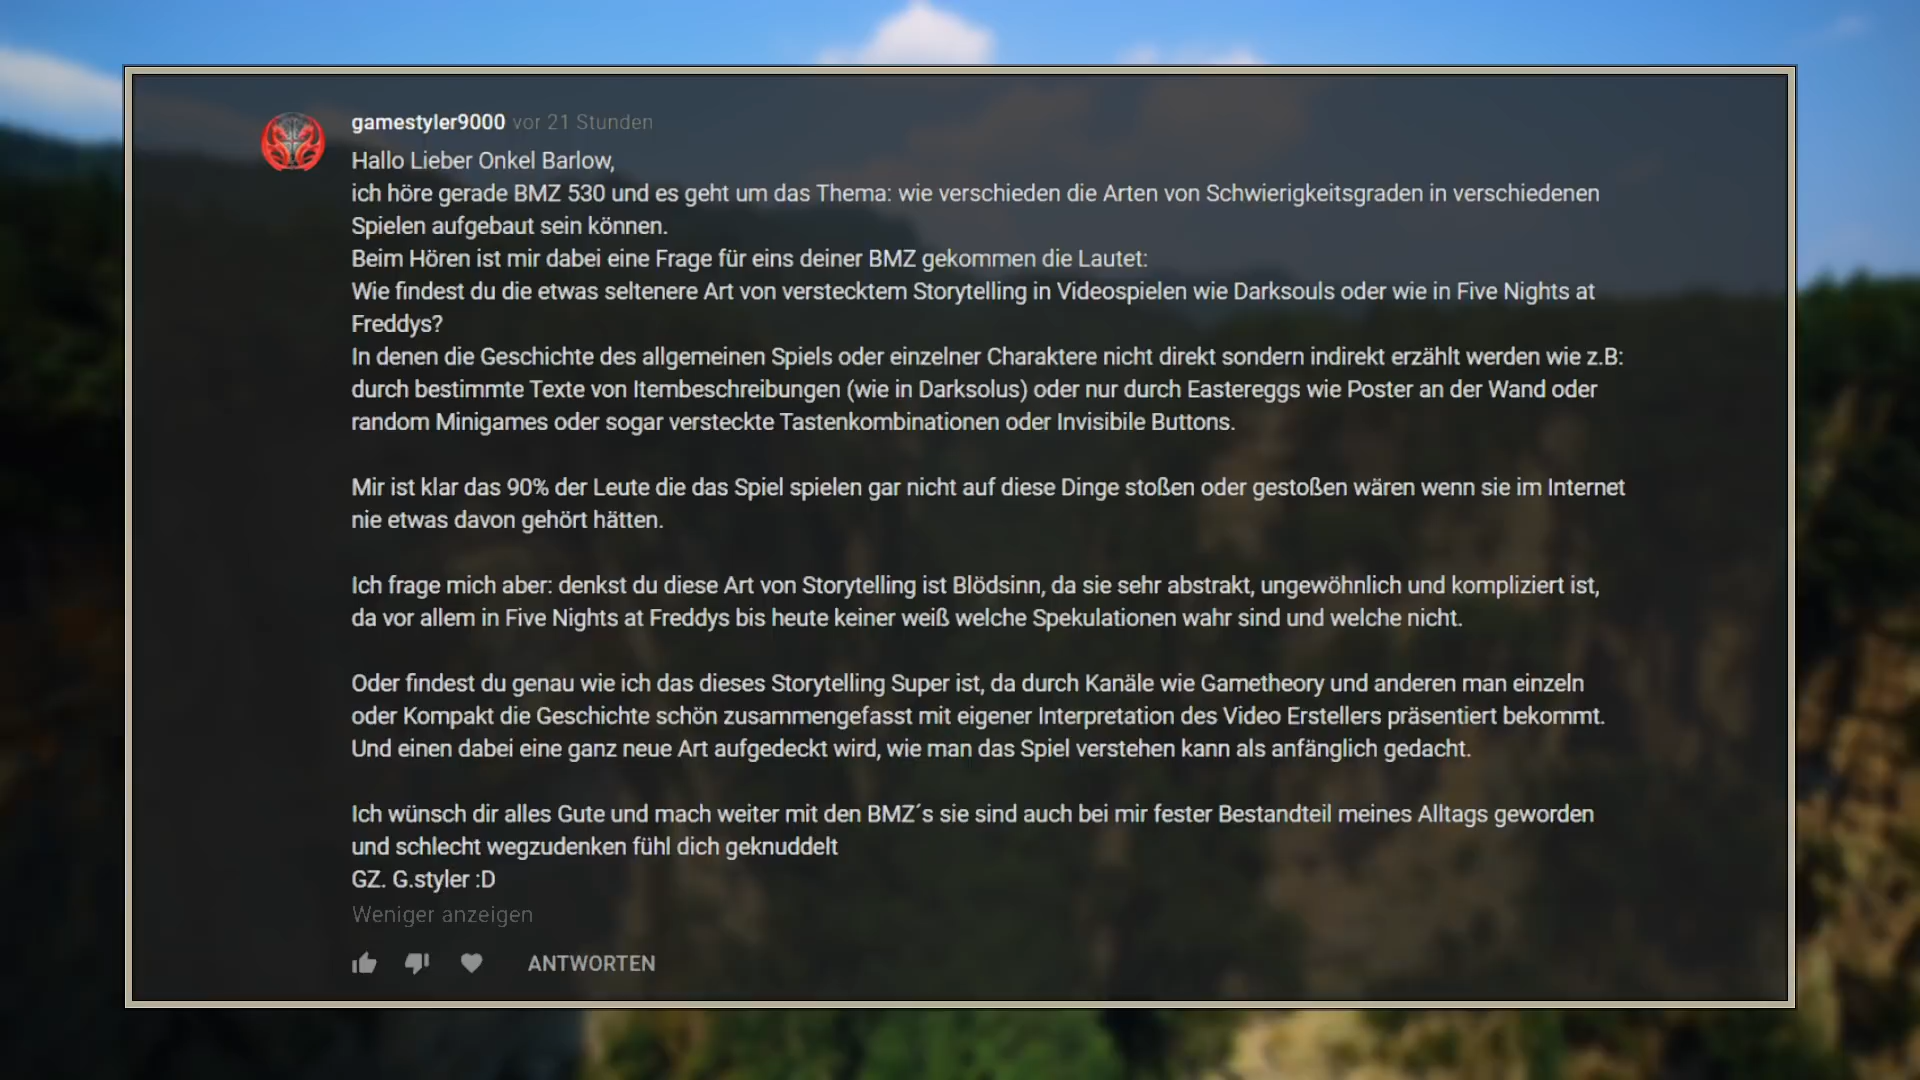 gamestyler9000 vor 21 Stunden
Hallo Lieber Onkel Barlow,
ich höre gerade BMZ 530 und es geht um das Thema: wie verschieden die Arten von Schwierigkeitsgraden in verschiedenen
Spielen aufgebaut sein können.
Beim Hören ist mir dabei eine Frage für eins deiner BMZ gekommen die Lautet:
Wie findest du die etwas seltenere Art von verstecktem Storytelling in Videospielen wie Darksouls oder wie in Five Nights at
Freddys?
In denen die Geschichte des allgemeinen Spiels oder einzelner Charaktere nicht direkt sondern indirekt erzählt werden wie z.B:
durch bestimmte Texte von Itembeschreibungen (wie in Darksolus) oder nur durch Eastereggs wie Poster an der Wand oder
random Minigames oder sogar versteckte Tastenkombinationen oder Invisibile Buttons.
Mir ist klar das 90% der Leute die das Spiel spielen gar nicht auf diese Dinge stoßen oder gestoßen wären wenn sie im Internet
nie etwas davon gehört hätten.
Ich frage mich aber: denkst du diese Art von Storytelling ist Blödsinn, da sie sehr abstrakt, ungewöhnlich und kompliziert ist,
da vor allem in Five Nights at Freddys bis heute keiner weiß welche Spekulationen wahr sind und welche nicht.
Oder findest du genau wie ich das dieses Storytelling Super ist, da durch Kanäle wie Gametheory und anderen man einzeln
oder Kompakt die Geschichte schön zusammengefasst mit eigener Interpretation des Video Erstellers präsentiert bekommt.
Und einen dabei eine ganz neue Art aufgedeckt wird, wie man das Spiel verstehen kann als anfänglich gedacht.
Ich wünsch dir alles Gute und mach weiter mit den BMZ´s sie sind auch bei mir fester Bestandteil meines Alltags geworden
und schlecht wegzudenken fühl dich geknuddelt
GZ. G.styler :D
Weniger anzeigen
ANTWORTEN